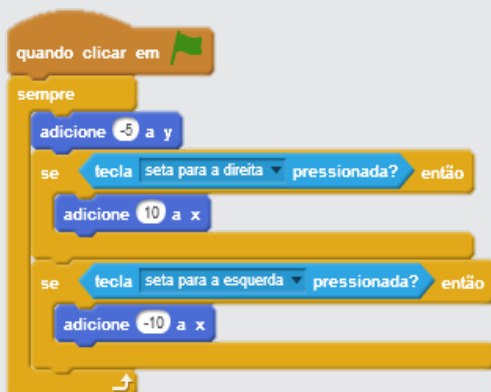 quando clicar em
sempre
adicione -5 a y
se tecla seta para a direita pressionada? então
adicione 10 a x
se tecla seta para a esquerda pressionada? então
adicione -10 a x